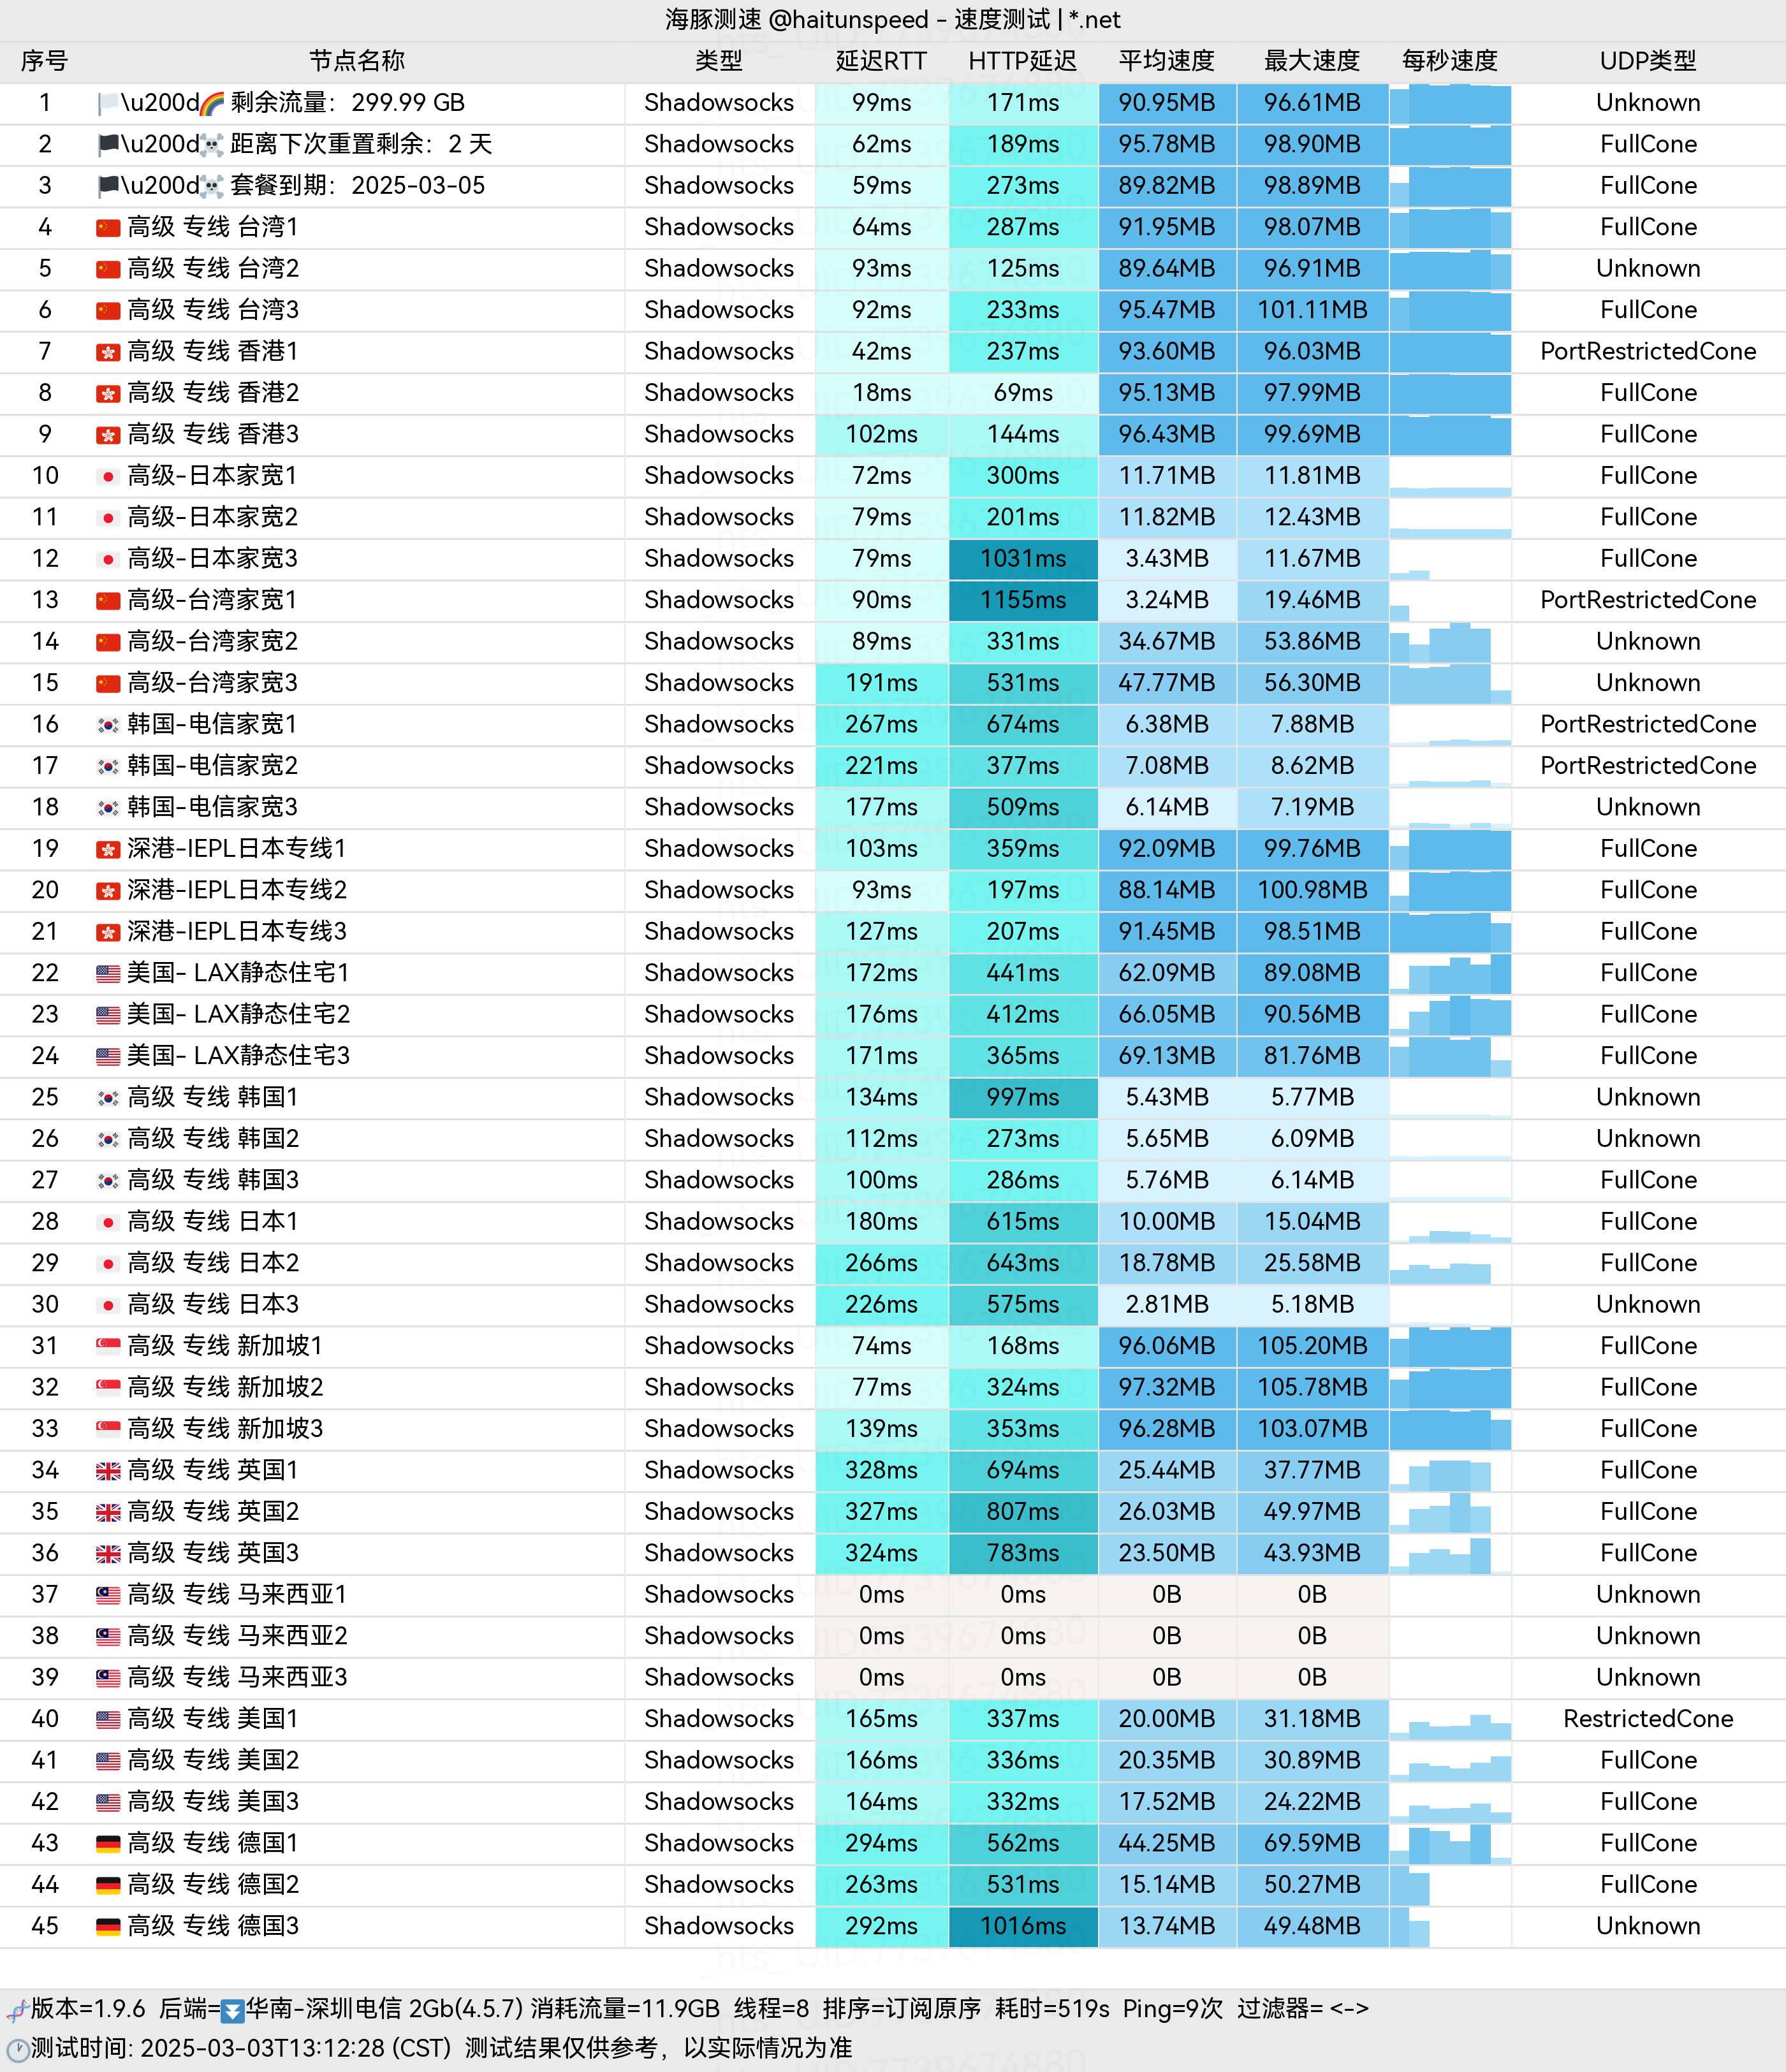 海豚测速 @haitunspeed - 速度测试 | *.net
序号 节点名称 类型 延迟RTT HTTP延迟 平均速度 最大速度 每秒速度 UDP类型
1 🏳️\u200d🌈 剩余流量：299.99 GB Shadowsocks 99ms 171ms 90.95MB 96.61MB Unknown
2 🏴\u200d☠️ 距离下次重置剩余：2 天 Shadowsocks 62ms 189ms 95.78MB 98.90MB FullCone
3 🏴\u200d☠️ 套餐到期：2025-03-05 Shadowsocks 59ms 273ms 89.82MB 98.89MB FullCone
4 🇨🇳 高级 专线 台湾1 Shadowsocks 64ms 287ms 91.95MB 98.07MB FullCone
5 🇨🇳 高级 专线 台湾2 Shadowsocks 93ms 125ms 89.64MB 96.91MB Unknown
6 🇨🇳 高级 专线 台湾3 Shadowsocks 92ms 233ms 95.47MB 101.11MB FullCone
7 🇭🇰 高级 专线 香港1 Shadowsocks 42ms 237ms 93.60MB 96.03MB PortRestrictedCone
8 🇭🇰 高级 专线 香港2 Shadowsocks 18ms 69ms 95.13MB 97.99MB FullCone
9 🇭🇰 高级 专线 香港3 Shadowsocks 102ms 144ms 96.43MB 99.69MB FullCone
10 🇯🇵 高级-日本家宽1 Shadowsocks 72ms 300ms 11.71MB 11.81MB FullCone
11 🇯🇵 高级-日本家宽2 Shadowsocks 79ms 201ms 11.82MB 12.43MB FullCone
12 🇯🇵 高级-日本家宽3 Shadowsocks 79ms 1031ms 3.43MB 11.67MB FullCone
13 🇨🇳 高级-台湾家宽1 Shadowsocks 90ms 1155ms 3.24MB 19.46MB PortRestrictedCone
14 🇨🇳 高级-台湾家宽2 Shadowsocks 89ms 331ms 34.67MB 53.86MB Unknown
15 🇨🇳 高级-台湾家宽3 Shadowsocks 191ms 531ms 47.77MB 56.30MB Unknown
16 🇰🇷 韩国-电信家宽1 Shadowsocks 267ms 674ms 6.38MB 7.88MB PortRestrictedCone
17 🇰🇷 韩国-电信家宽2 Shadowsocks 221ms 377ms 7.08MB 8.62MB PortRestrictedCone
18 🇰🇷 韩国-电信家宽3 Shadowsocks 177ms 509ms 6.14MB 7.19MB Unknown
19 🇭🇰 深港-IEPL日本专线1 Shadowsocks 103ms 359ms 92.09MB 99.76MB FullCone
20 🇭🇰 深港-IEPL日本专线2 Shadowsocks 93ms 197ms 88.14MB 100.98MB FullCone
21 🇭🇰 深港-IEPL日本专线3 Shadowsocks 127ms 207ms 91.45MB 98.51MB FullCone
22 🇺🇸 美国- LAX静态住宅1 Shadowsocks 172ms 441ms 62.09MB 89.08MB FullCone
23 🇺🇸 美国- LAX静态住宅2 Shadowsocks 176ms 412ms 66.05MB 90.56MB FullCone
24 🇺🇸 美国- LAX静态住宅3 Shadowsocks 171ms 365ms 69.13MB 81.76MB FullCone
25 🇰🇷 高级 专线 韩国1 Shadowsocks 134ms 997ms 5.43MB 5.77MB Unknown
26 🇰🇷 高级 专线 韩国2 Shadowsocks 112ms 273ms 5.65MB 6.09MB Unknown
27 🇰🇷 高级 专线 韩国3 Shadowsocks 100ms 286ms 5.76MB 6.14MB FullCone
28 🇯🇵 高级 专线 日本1 Shadowsocks 180ms 615ms 10.00MB 15.04MB FullCone
29 🇯🇵 高级 专线 日本2 Shadowsocks 266ms 643ms 18.78MB 25.58MB FullCone
30 🇯🇵 高级 专线 日本3 Shadowsocks 226ms 575ms 2.81MB 5.18MB Unknown
31 🇸🇬 高级 专线 新加坡1 Shadowsocks 74ms 168ms 96.06MB 105.20MB FullCone
32 🇸🇬 高级 专线 新加坡2 Shadowsocks 77ms 324ms 97.32MB 105.78MB FullCone
33 🇸🇬 高级 专线 新加坡3 Shadowsocks 139ms 353ms 96.28MB 103.07MB FullCone
34 🇬🇧 高级 专线 英国1 Shadowsocks 328ms 694ms 25.44MB 37.77MB FullCone
35 🇬🇧 高级 专线 英国2 Shadowsocks 327ms 807ms 26.03MB 49.97MB FullCone
36 🇬🇧 高级 专线 英国3 Shadowsocks 324ms 783ms 23.50MB 43.93MB FullCone
37 🇲🇾 高级 专线 马来西亚1 Shadowsocks 0ms 0ms 0B 0B Unknown
38 🇲🇾 高级 专线 马来西亚2 Shadowsocks 0ms 0ms 0B 0B Unknown
39 🇲🇾 高级 专线 马来西亚3 Shadowsocks 0ms 0ms 0B 0B Unknown
40 🇺🇸 高级 专线 美国1 Shadowsocks 165ms 337ms 20.00MB 31.18MB RestrictedCone
41 🇺🇸 高级 专线 美国2 Shadowsocks 166ms 336ms 20.35MB 30.89MB FullCone
42 🇺🇸 高级 专线 美国3 Shadowsocks 164ms 332ms 17.52MB 24.22MB FullCone
43 🇩🇪 高级 专线 德国1 Shadowsocks 294ms 562ms 44.25MB 69.59MB FullCone
44 🇩🇪 高级 专线 德国2 Shadowsocks 263ms 531ms 15.14MB 50.27MB FullCone
45 🇩🇪 高级 专线 德国3 Shadowsocks 292ms 1016ms 13.74MB 49.48MB Unknown
🧬版本=1.9.6 后端=⏬华南-深圳电信 2Gb(4.5.7) 消耗流量=11.9GB 线程=8 排序=订阅原序 耗时=519s Ping=9次 过滤器= <->
🕐测试时间: 2025-03-03T13:12:28 (CST) 测试结果仅供参考，以实际情况为准